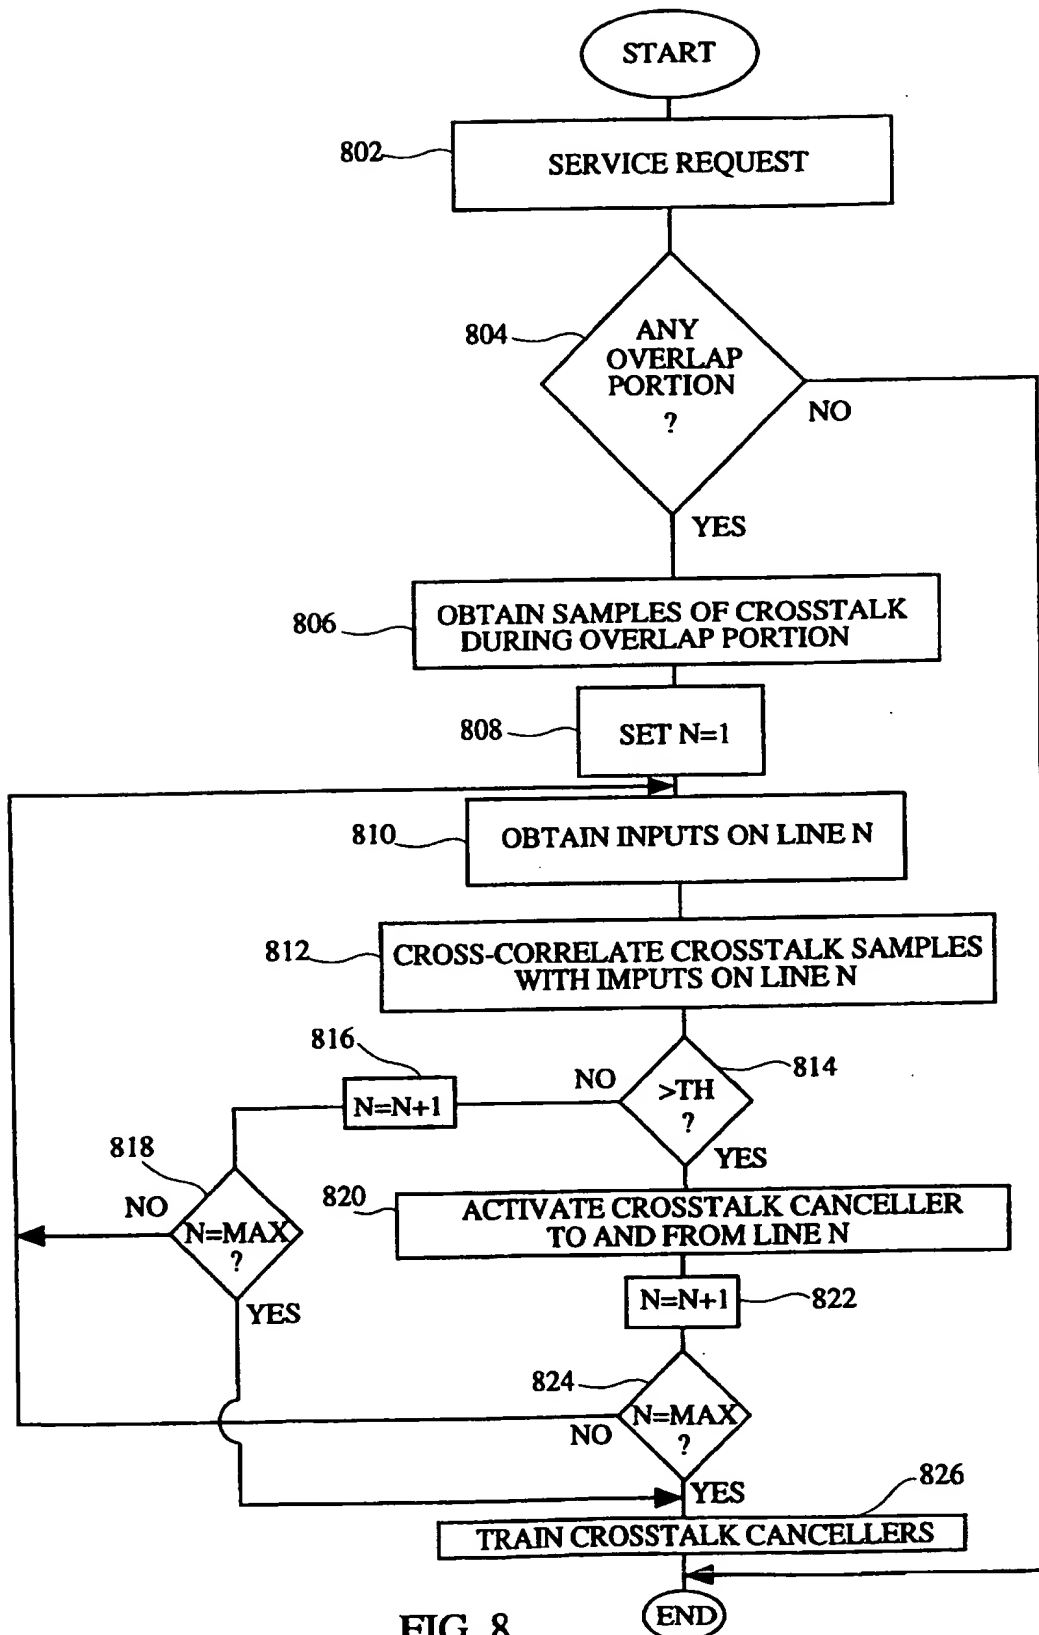 START
802
SERVICE REQUEST
804
ANY
OVERLAP
PORTION
?
NO
YES
806
OBTAIN SAMPLES OF CROSSTALK
DURING OVERLAP PORTION
808
SET N=1
810
OBTAIN INPUTS ON LINE N
812
CROSS-CORRELATE CROSSTALK SAMPLES
WITH IMPUTS ON LINE N
816
814
NO
>TH
?
N=N+1
YES
818
NO
N=MAX
?
YES
820
ACTIVATE CROSSTALK CANCELLER
TO AND FROM LINE N
N=N+1
822
824
N=MAX
?
NO
YES
826
TRAIN CROSSTALK CANCELLERS
END
FIG. 8